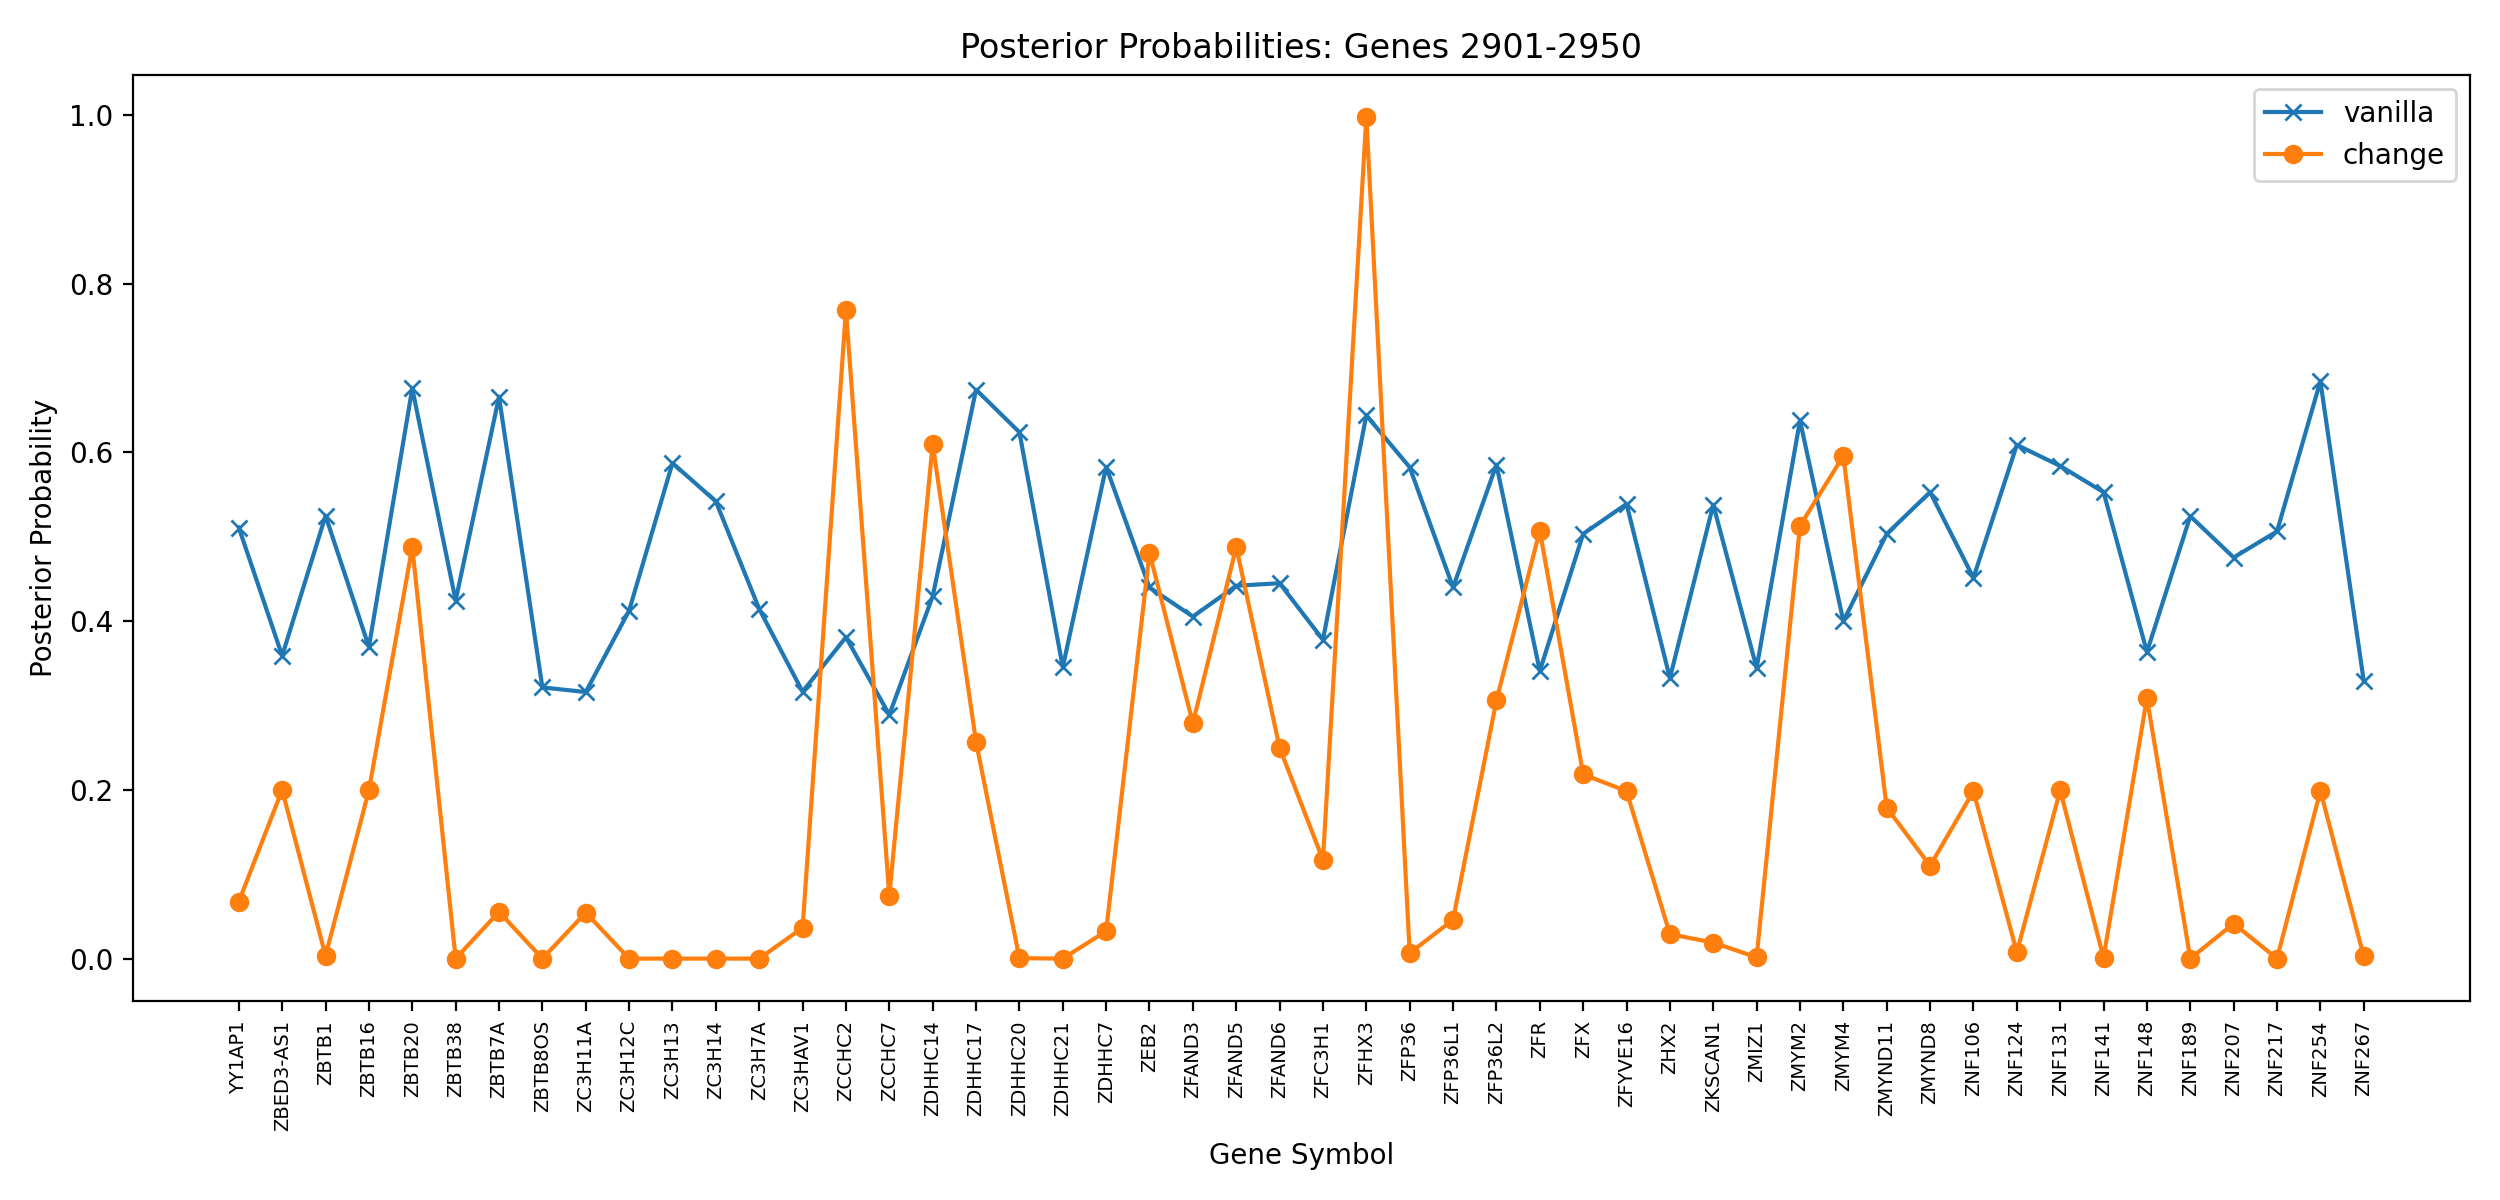 Posterior Probabilities: Genes 2901-2950
vanilla
change
Posterior Probability
1.0
0.8
0.6
0.4
0.2
0.0
YY1AP1
ZBED3-AS1
ZBTB1
ZBTB16
ZBTB20
ZBTB38
ZBTB7A
ZBTB8OS
ZC3H11A
ZC3H12C
ZC3H13
ZC3H14
ZC3H7A
ZC3HAV1
ZCCHC2
ZCCHC7
ZDHHC14
ZDHHC17
ZDHHC20
ZDHHC21
ZDHHC7
ZEB2
ZFAND3
ZFAND5
ZFAND6
ZFC3H1
ZFHX3
ZFP36
ZFP36L1
ZFP36L2
ZFR
ZFX
ZFYVE16
ZHX2
ZKSCAN1
ZMIZ1
ZMYM2
ZMYM4
ZMYND11
ZMYND8
ZNF106
ZNF124
ZNF131
ZNF141
ZNF148
ZNF189
ZNF207
ZNF217
ZNF254
ZNF267
Gene Symbol